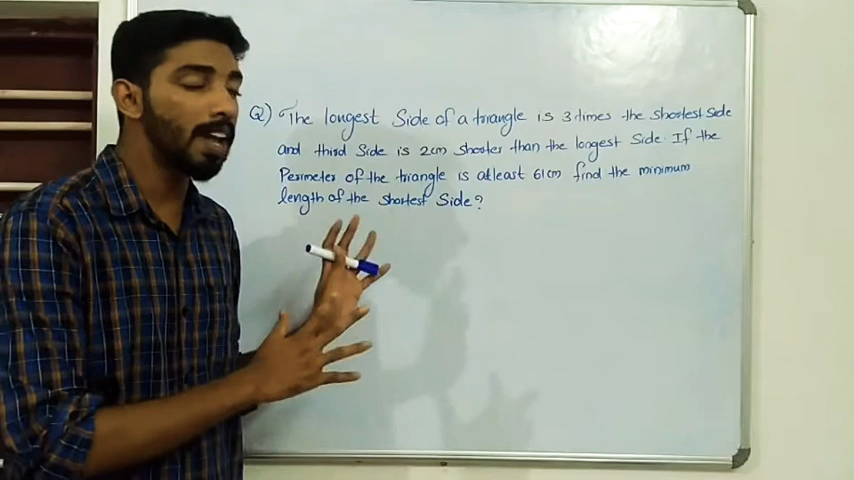 Q) The longest Side of a triangle is 3 times the shortest Side
and third Side is 2cm shorter than the longest Side. If the
Perimeter of the triangle is atleast 61cm find the minimum
length of the shortest Side?